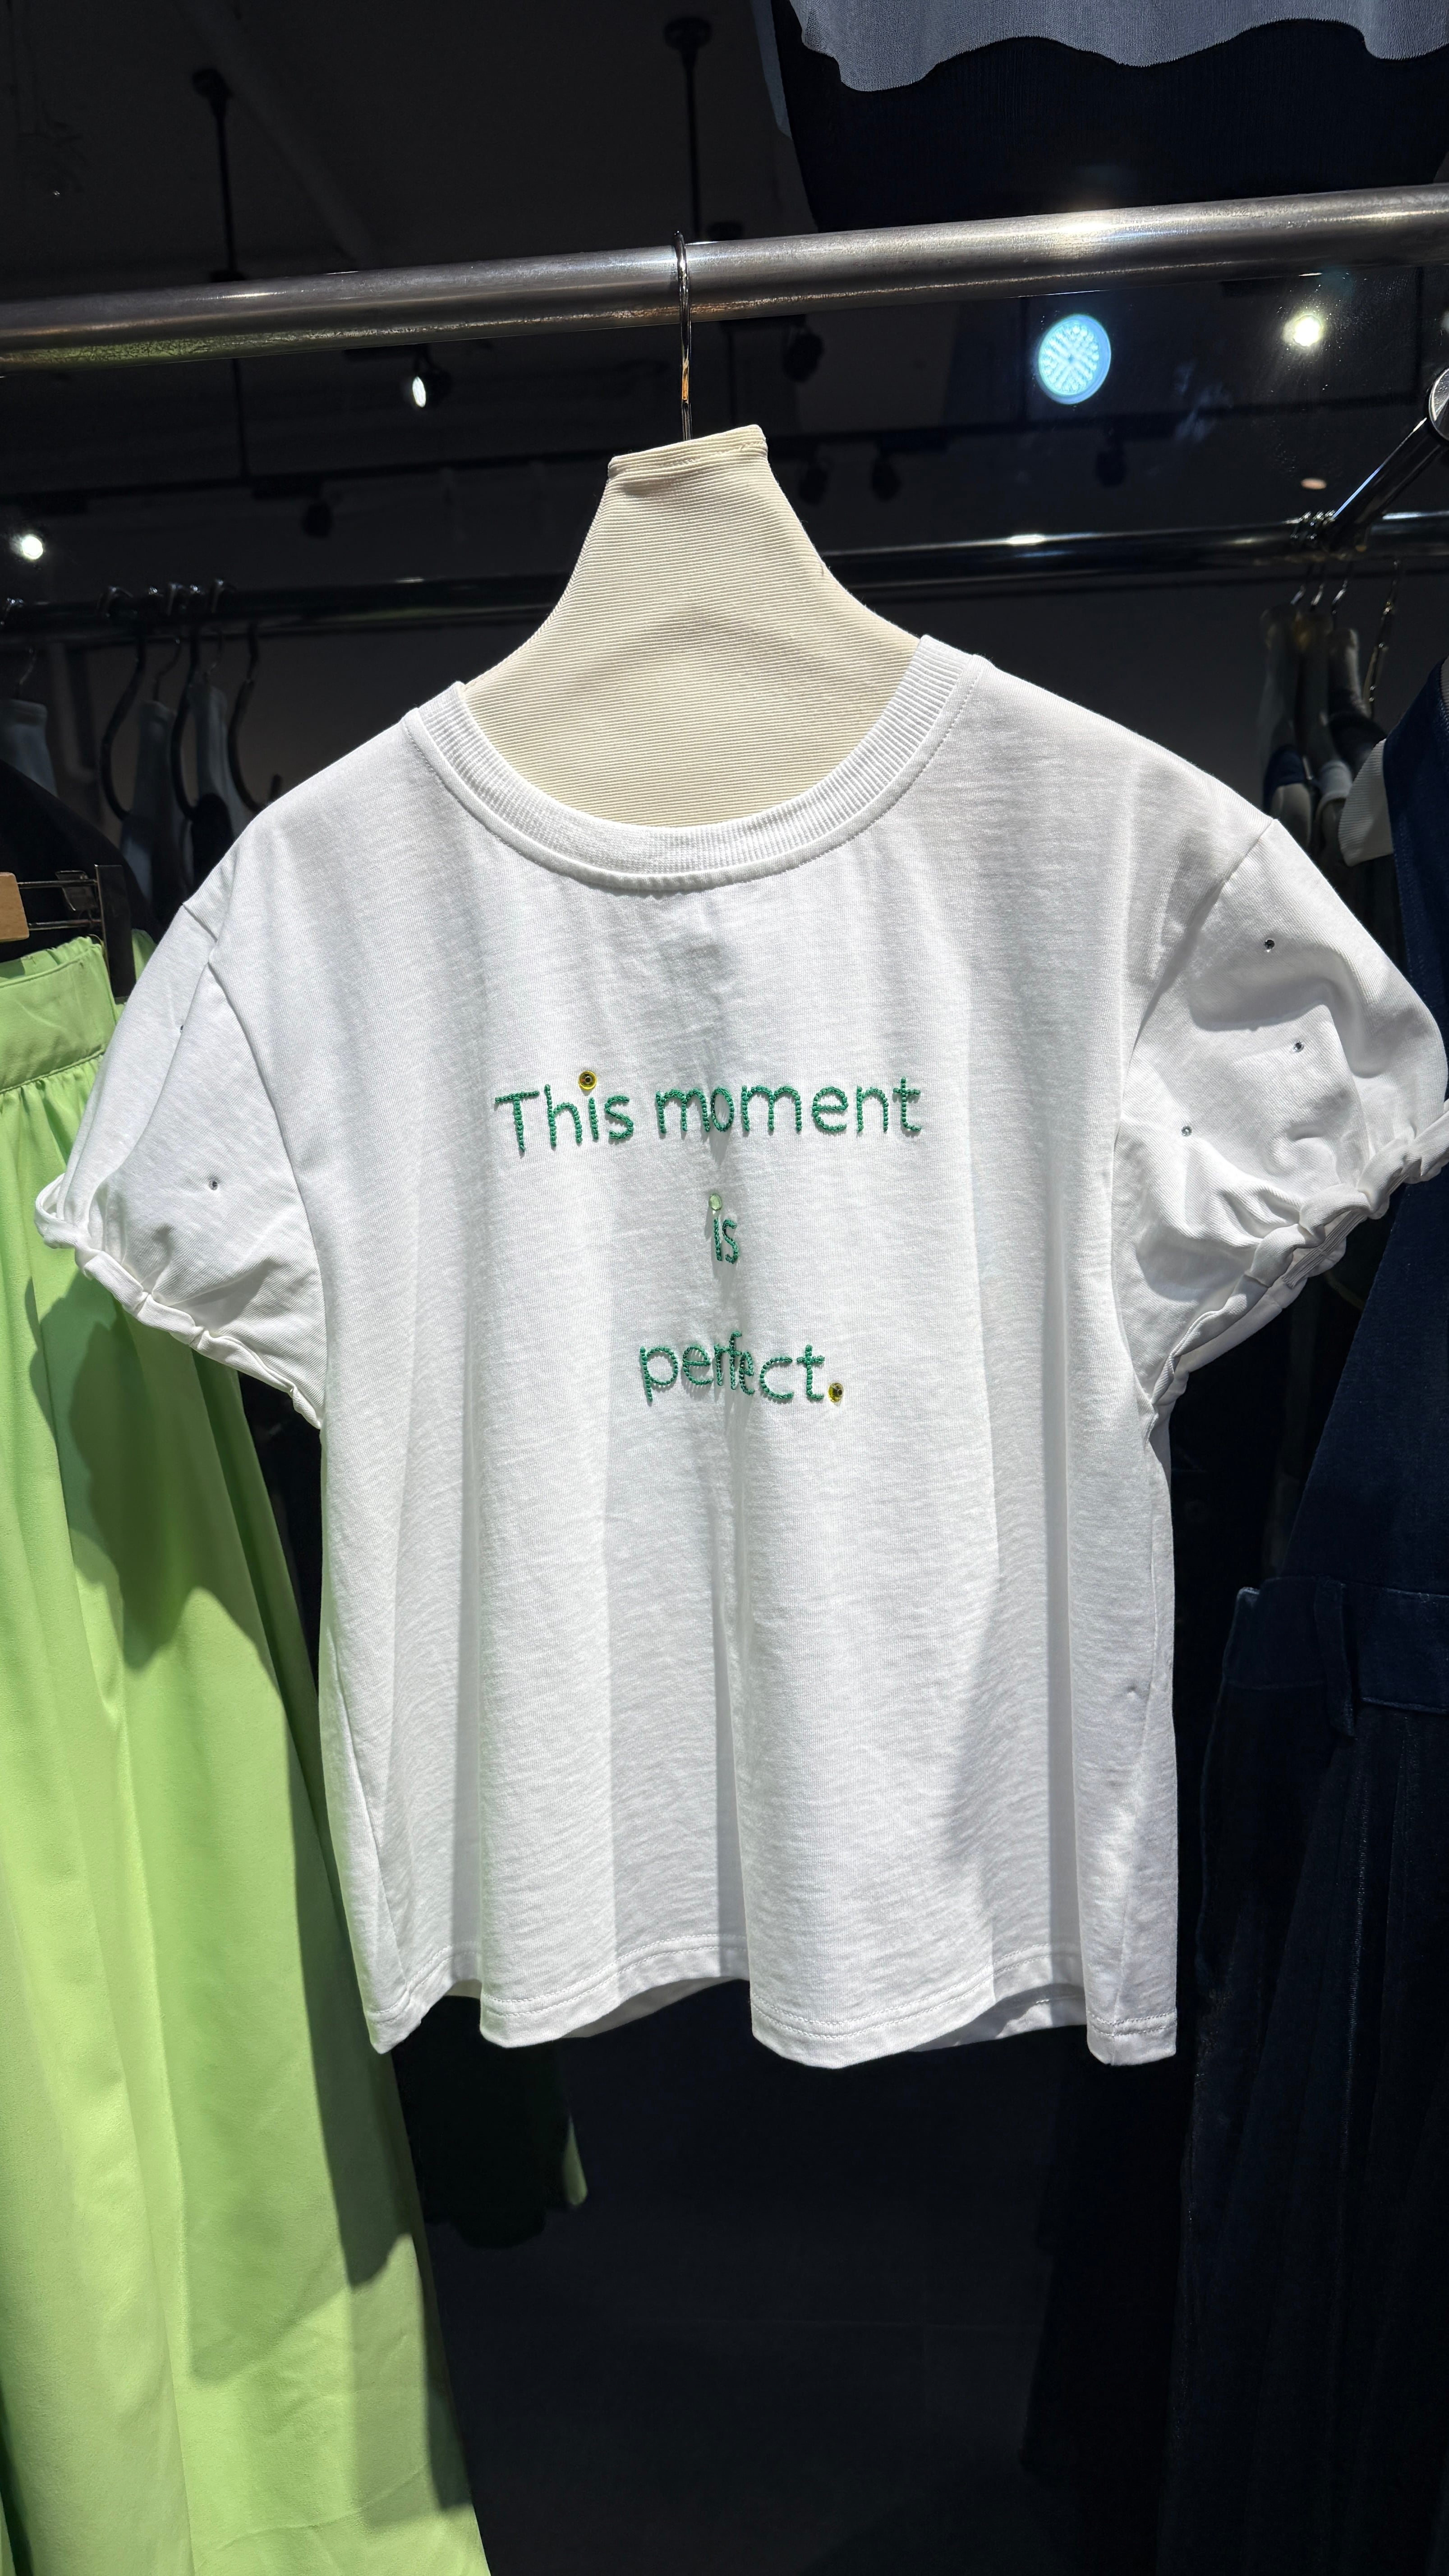 This moment
is
perfect.